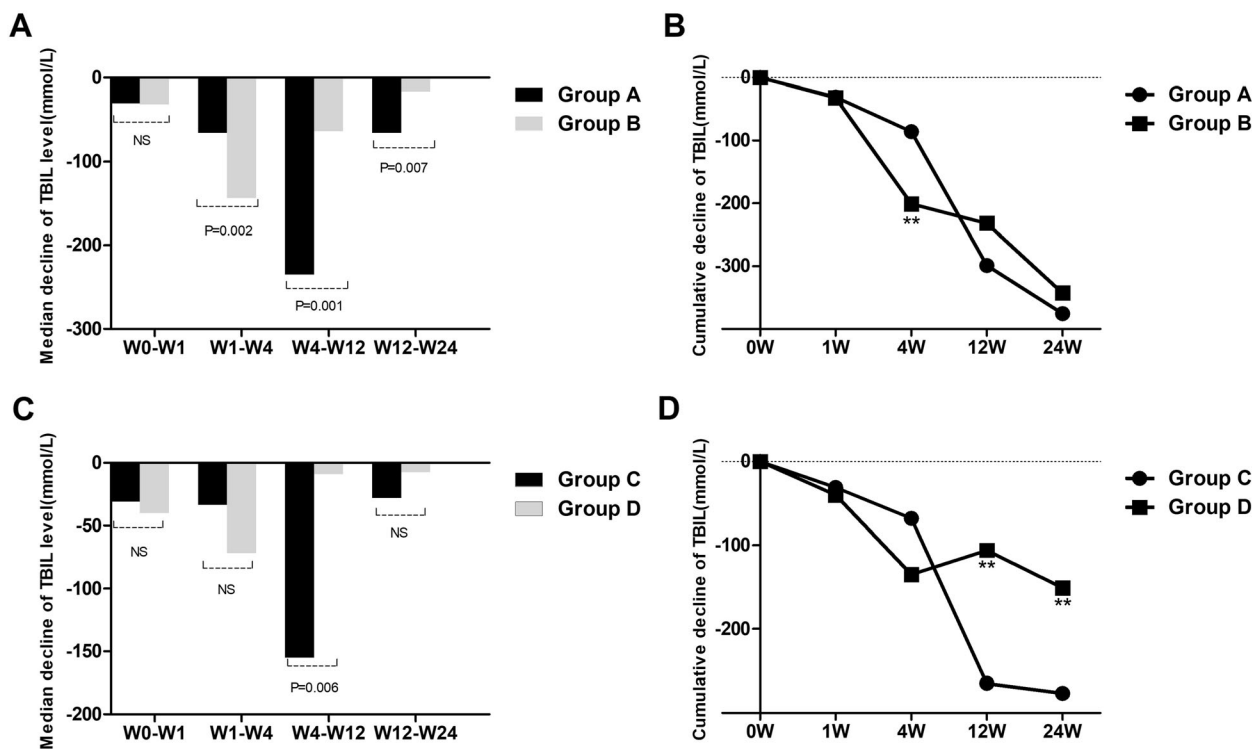 A
Median decline of TBIL level(mmol/L)
0
-100
-200
-300
NS
P=0.002
P=0.001
P=0.007
W0-W1
W1-W4
W4-W12
W12-W24
Group A
Group B
B
Cumulative decline of TBIL(mmol/L)
0
-100
-200
-300
**
0W
1W
4W
12W
24W
Group A
Group B
C
Median decline of TBIL level(mmol/L)
0
-50
-100
-150
-200
NS
NS
P=0.006
NS
W0-W1
W1-W4
W4-W12
W12-W24
Group C
Group D
D
Cumulative decline of TBIL(mmol/L)
0
-100
-200
**
**
0W
1W
4W
12W
24W
Group C
Group D